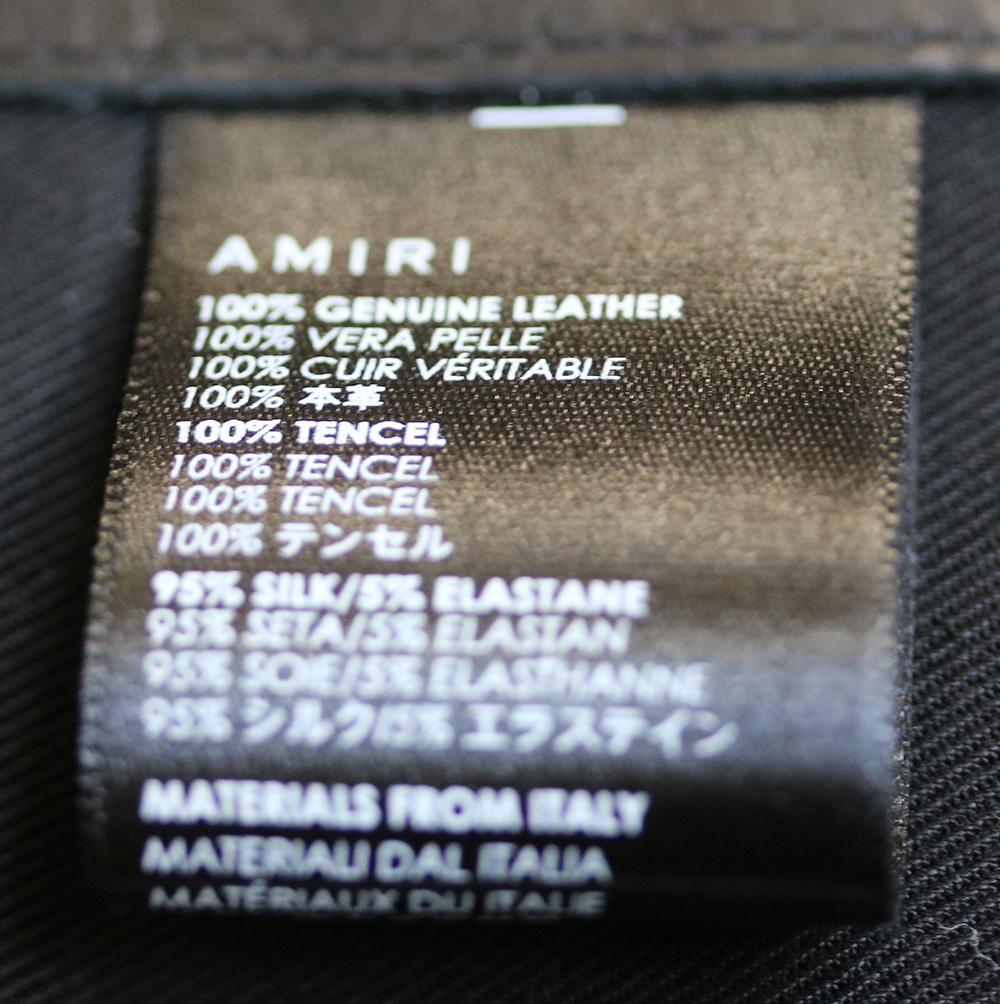 AMIRI
100% GENUINE LEATHER
100% VERA PELLE
100% CUIR VÉRITABLE
100% 本革
100% TENCEL
100% TENCEL
100% TENCEL
100% テンセル
95% SILK/5% ELASTANE
95% SETA/5% ELASTAN
95% SOIE/5% ELASTHANNE
95% シルク/5% エラステイン
MATERIALS FROM ITALY
MATERIALI DAL ITALIA
MATÉRIAUX DU ITALIE